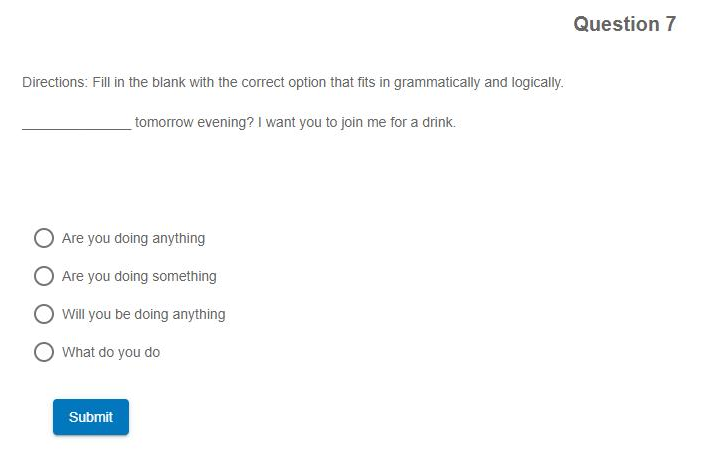 Question 7
Directions: Fill in the blank with the correct option that fits in grammatically and logically.
______________ tomorrow evening? I want you to join me for a drink.
Are you doing anything
Are you doing something
Will you be doing anything
What do you do
Submit